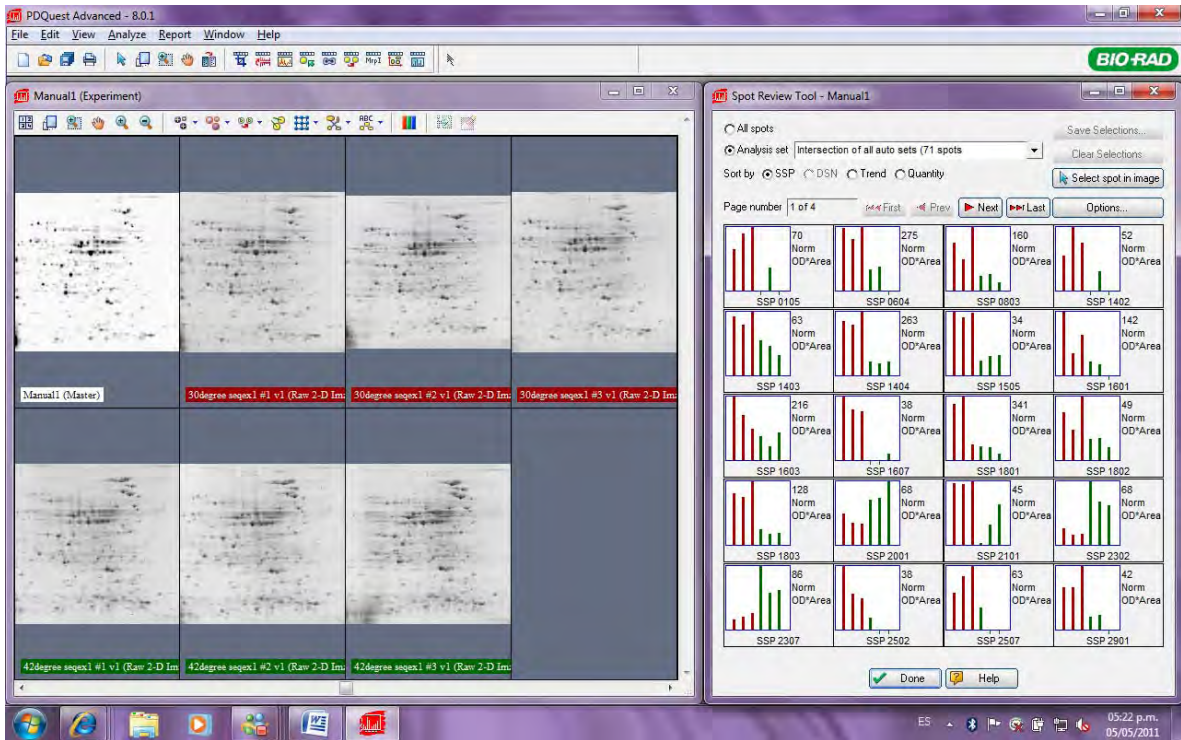 PDQuest Advanced - 8.0.1
File Edit View Analyze Report Window Help
BIO-RAD
Manual1 (Experiment)
ABC
Manual1 (Master)
30degree seqex1 #1 v1 (Raw 2-D Im
30degree seqex1 #2 v1 (Raw 2-D Im
30degree seqex1 #3 v1 (Raw 2-D Im
42degree seqex1 #1 v1 (Raw 2-D Im
42degree seqex1 #2 v1 (Raw 2-D Im
42degree seqex1 #3 v1 (Raw 2-D Im
Spot Review Tool - Manual1
All spots
Save Selections...
Analysis set Intersection of all auto sets (71 spots
Clear Selections
Sort by SSP DSN Trend Quantity
Select spot in image
Page number 1 of 4 First Prev Next Last Options...
70 Norm OD*Area
275 Norm OD*Area
160 Norm OD*Area
52 Norm OD*Area
SSP 0105 SSP 0604 SSP 0803 SSP 1402
63 Norm OD*Area
263 Norm OD*Area
34 Norm OD*Area
142 Norm OD*Area
SSP 1403 SSP 1404 SSP 1505 SSP 1601
216 Norm OD*Area
38 Norm OD*Area
341 Norm OD*Area
49 Norm OD*Area
SSP 1603 SSP 1607 SSP 1801 SSP 1802
128 Norm OD*Area
68 Norm OD*Area
45 Norm OD*Area
68 Norm OD*Area
SSP 1803 SSP 2001 SSP 2101 SSP 2302
86 Norm OD*Area
38 Norm OD*Area
63 Norm OD*Area
42 Norm OD*Area
SSP 2307 SSP 2502 SSP 2507 SSP 2901
Done Help
ES
05:22 p.m.
05/05/2011